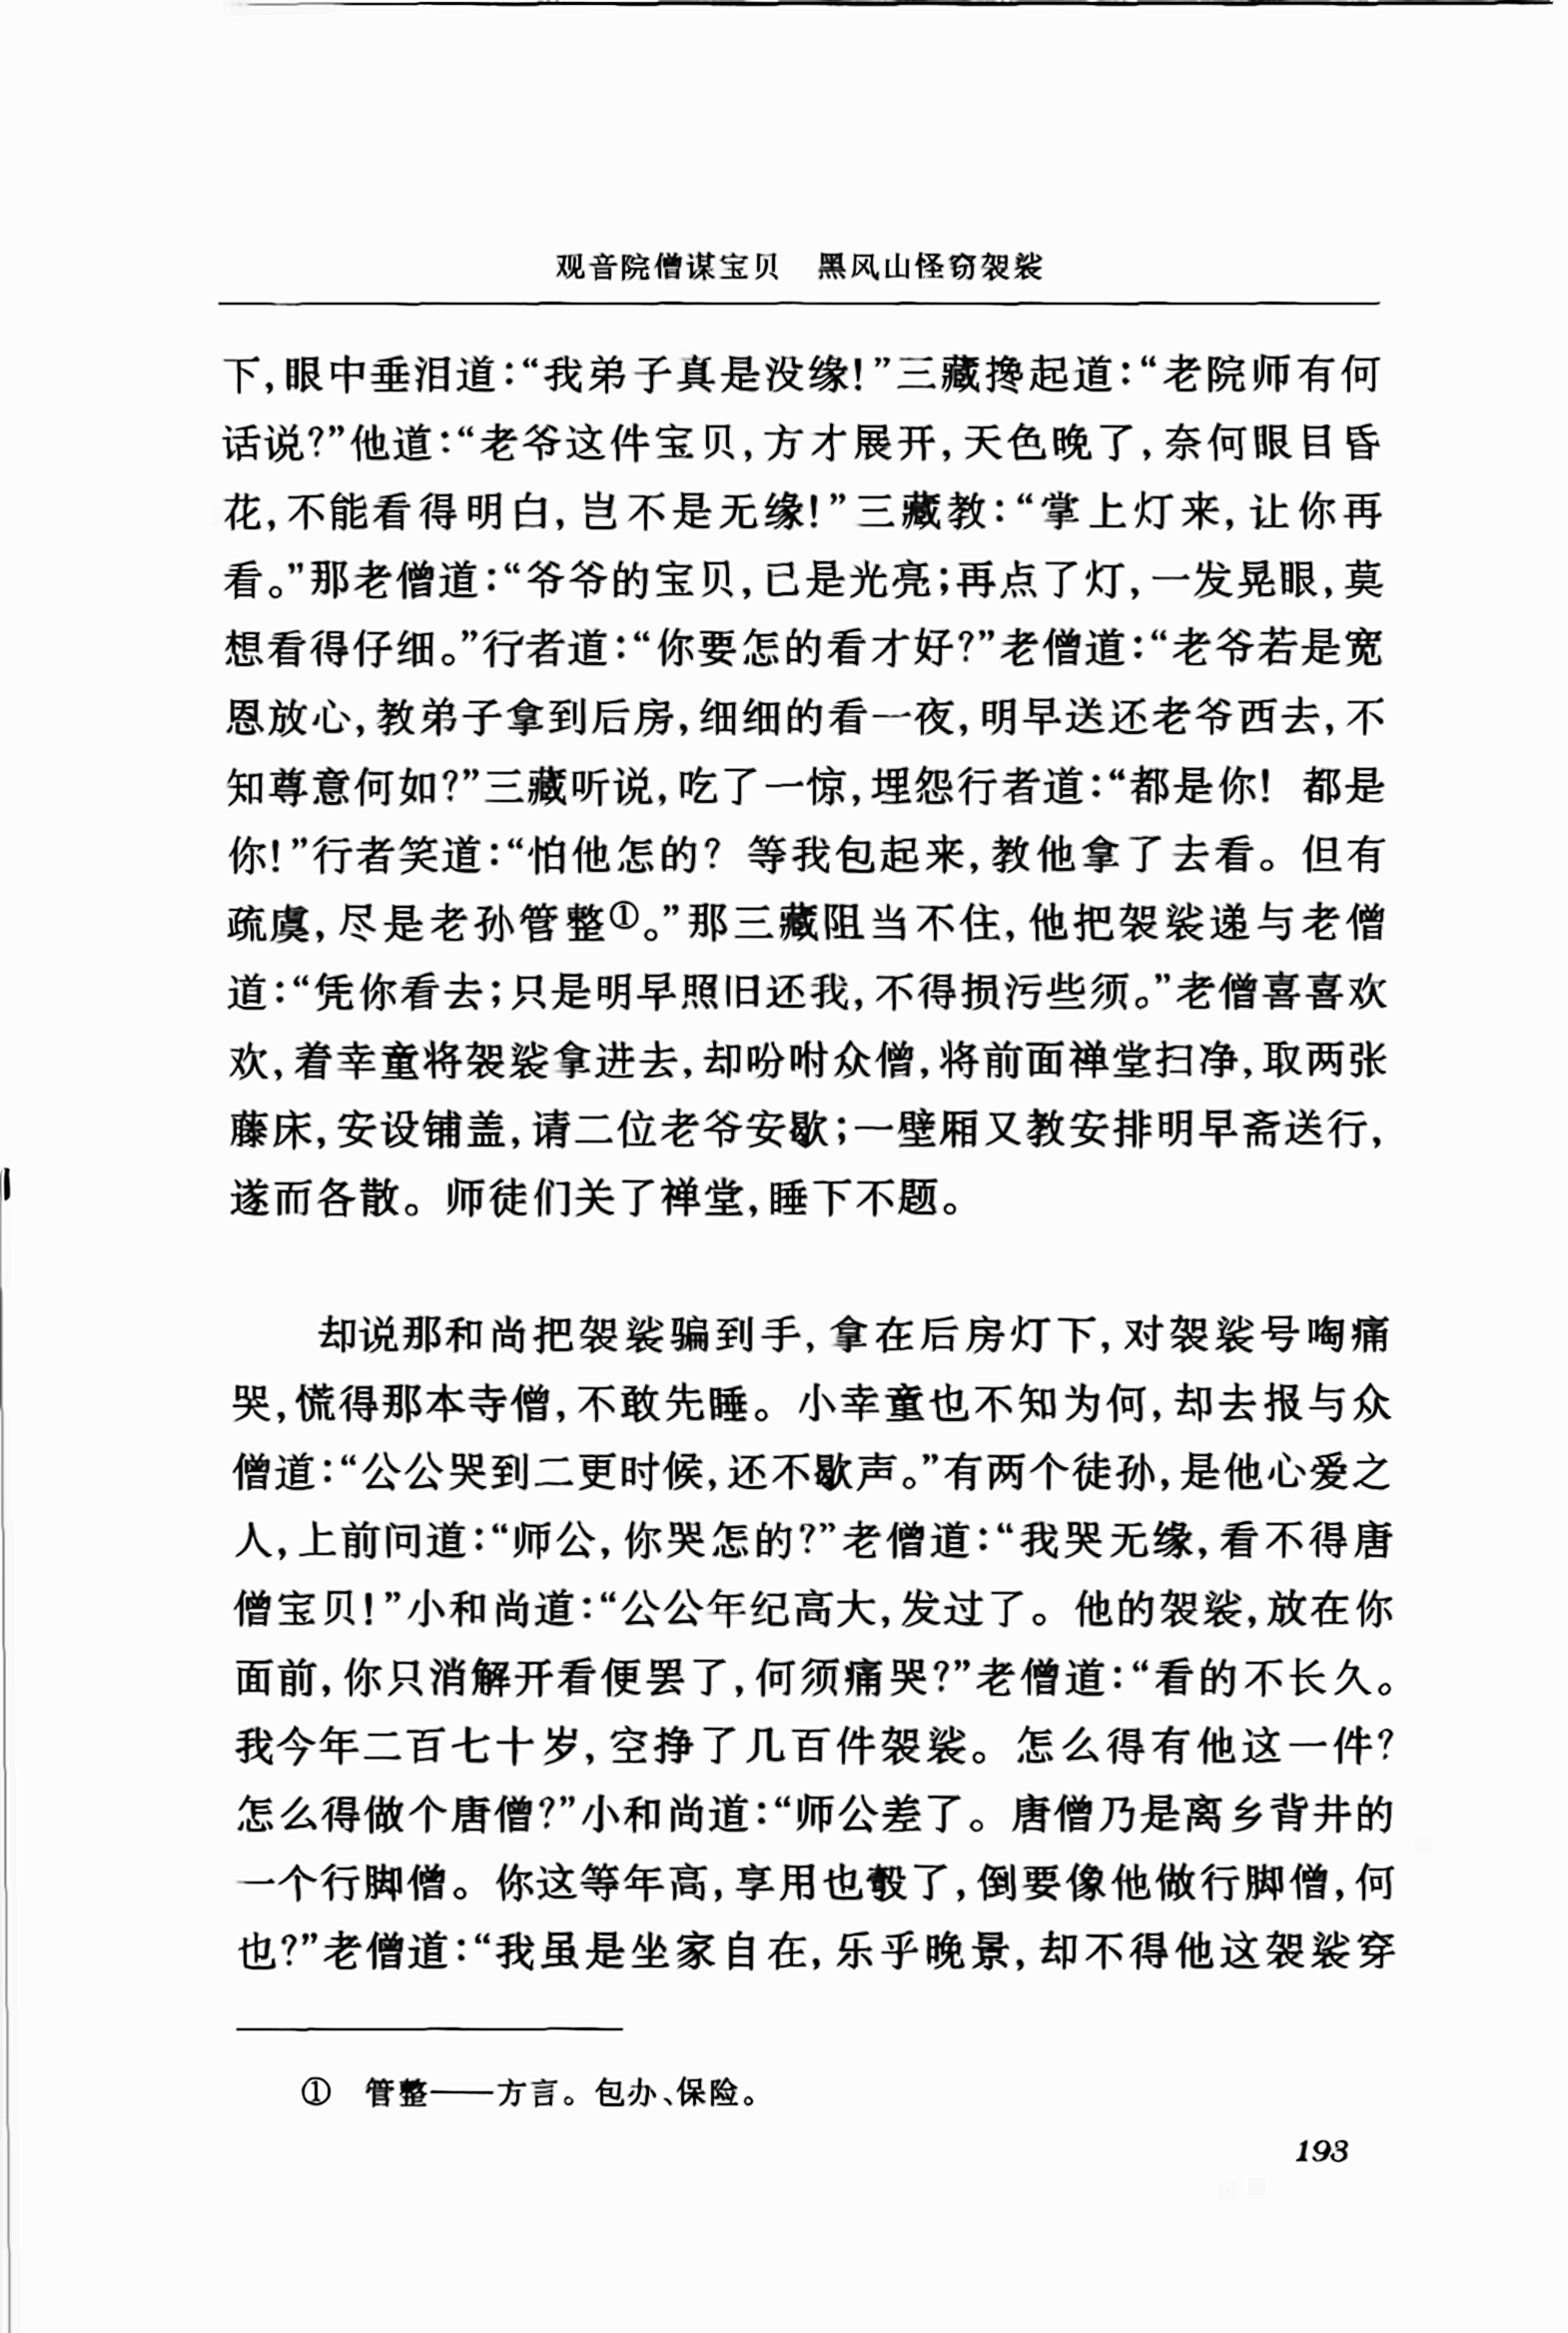 观音院僧谋宝贝　黑风山怪窃袈裟
下,眼中垂泪道:“我弟子真是没缘!”三藏搀起道:“老院师有何
话说?”他道:“老爷这件宝贝,方才展开,天色晚了,奈何眼目昏
花,不能看得明白,岂不是无缘!”三藏教:“掌上灯来,让你再
看。”那老僧道:“爷爷的宝贝,已是光亮;再点了灯,一发晃眼,莫
想看得仔细。”行者道:“你要怎的看才好?”老僧道:“老爷若是宽
恩放心,教弟子拿到后房,细细的看一夜,明早送还老爷西去,不
知尊意何如?”三藏听说,吃了一惊,埋怨行者道:“都是你! 都是
你!”行者笑道:“怕他怎的? 等我包起来,教他拿了去看。但有
疏虞,尽是老孙管整①。”那三藏阻当不住,他把袈裟递与老僧
道:“凭你看去;只是明早照旧还我,不得损污些须。”老僧喜喜欢
欢,着幸童将袈裟拿进去,却吩咐众僧,将前面禅堂扫净,取两张
藤床,安设铺盖,请二位老爷安歇;一壁厢又教安排明早斋送行,
遂而各散。师徒们关了禅堂,睡下不题。
却说那和尚把袈裟骗到手,拿在后房灯下,对袈裟号啕痛
哭,慌得那本寺僧,不敢先睡。小幸童也不知为何,却去报与众
僧道:“公公哭到二更时候,还不歇声。”有两个徒孙,是他心爱之
人,上前问道:“师公,你哭怎的?”老僧道:“我哭无缘,看不得唐
僧宝贝!”小和尚道:“公公年纪高大,发过了。他的袈裟,放在你
面前,你只消解开看便罢了,何须痛哭?”老僧道:“看的不长久。
我今年二百七十岁,空挣了几百件袈裟。怎么得有他这一件?
怎么得做个唐僧?”小和尚道:“师公差了。唐僧乃是离乡背井的
一个行脚僧。你这等年高,享用也彀了,倒要像他做行脚僧,何
也?”老僧道:“我虽是坐家自在,乐乎晚景,却不得他这袈裟穿
①　管整——方言。包办、保险。
193